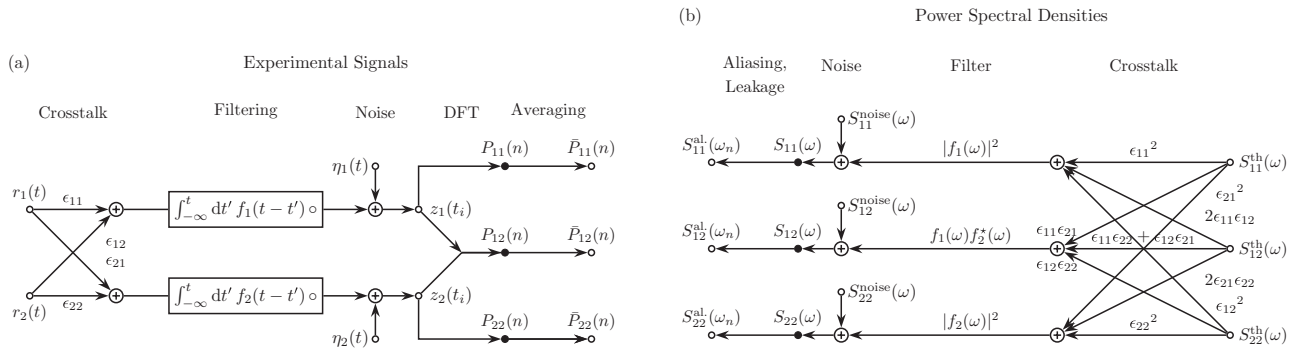 (a)
Experimental Signals
Crosstalk
Filtering
Noise
DFT
Averaging
η₁(t)
P₁₁(n)
P̄₁₁(n)
r₁(t)
ϵ₁₁
∫₋∞ᵗ dt′ f₁(t − t′) ∘
z₁(tᵢ)
ϵ₁₂
ϵ₂₁
P₁₂(n)
P̄₁₂(n)
r₂(t)
ϵ₂₂
∫₋∞ᵗ dt′ f₂(t − t′) ∘
z₂(tᵢ)
η₂(t)
P₂₂(n)
P̄₂₂(n)
(b)
Power Spectral Densities
Aliasing,
Leakage
Noise
Filter
Crosstalk
S₁₁ⁿᵒⁱˢᵉ(ω)
S₁₁ᵃˡ·(ωₙ)
S₁₁(ω)
|f₁(ω)|²
ϵ₁₁²
S₁₁ᵗʰ(ω)
ϵ₂₁²
2ϵ₁₁ϵ₁₂
S₁₂ⁿᵒⁱˢᵉ(ω)
S₁₂ᵃˡ·(ωₙ)
S₁₂(ω)
f₁(ω)f₂⋆(ω)
ϵ₁₁ϵ₂₁
ϵ₁₁ϵ₂₂ + ϵ₁₂ϵ₂₁
S₁₂ᵗʰ(ω)
ϵ₁₂ϵ₂₂
2ϵ₂₁ϵ₂₂
S₂₂ⁿᵒⁱˢᵉ(ω)
ϵ₁₂²
S₂₂ᵃˡ·(ωₙ)
S₂₂(ω)
|f₂(ω)|²
ϵ₂₂²
S₂₂ᵗʰ(ω)